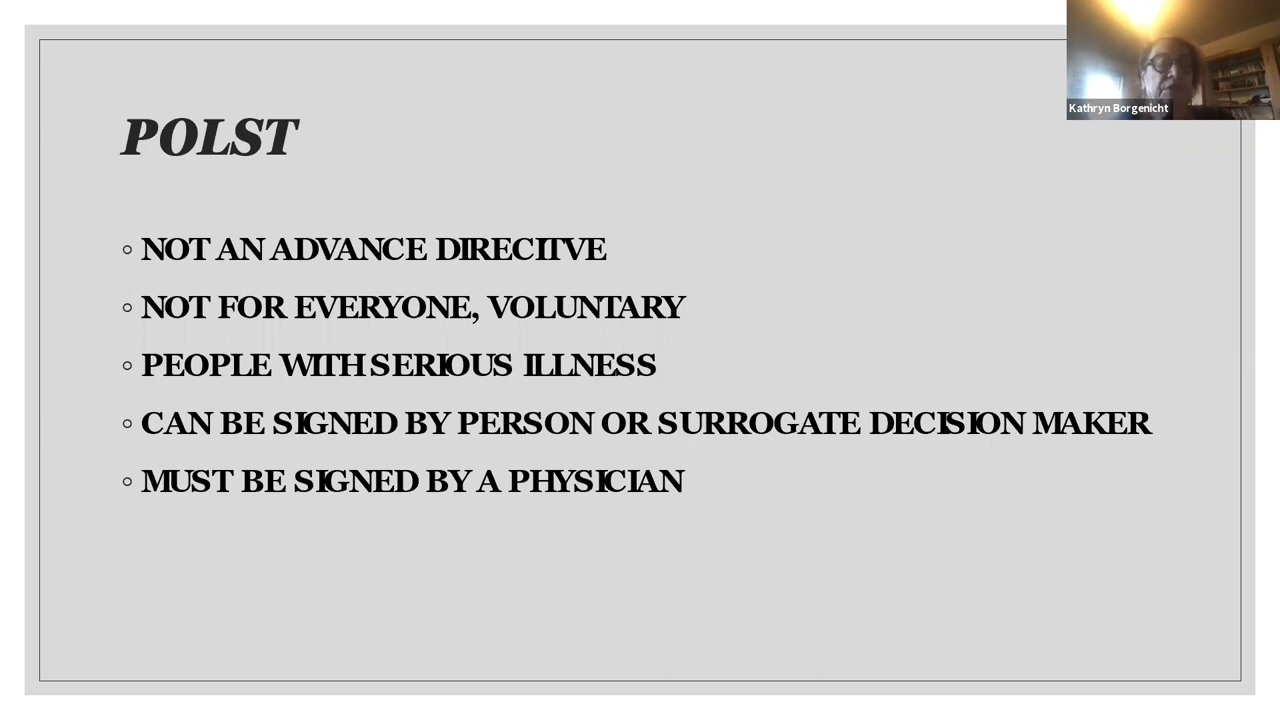 POLST
Kathryn Borgenicht
◦ NOT AN ADVANCE DIRECITVE
◦ NOT FOR EVERYONE, VOLUNTARY
◦ PEOPLE WITH SERIOUS ILLNESS
◦ CAN BE SIGNED BY PERSON OR SURROGATE DECISION MAKER
◦ MUST BE SIGNED BY A PHYSICIAN